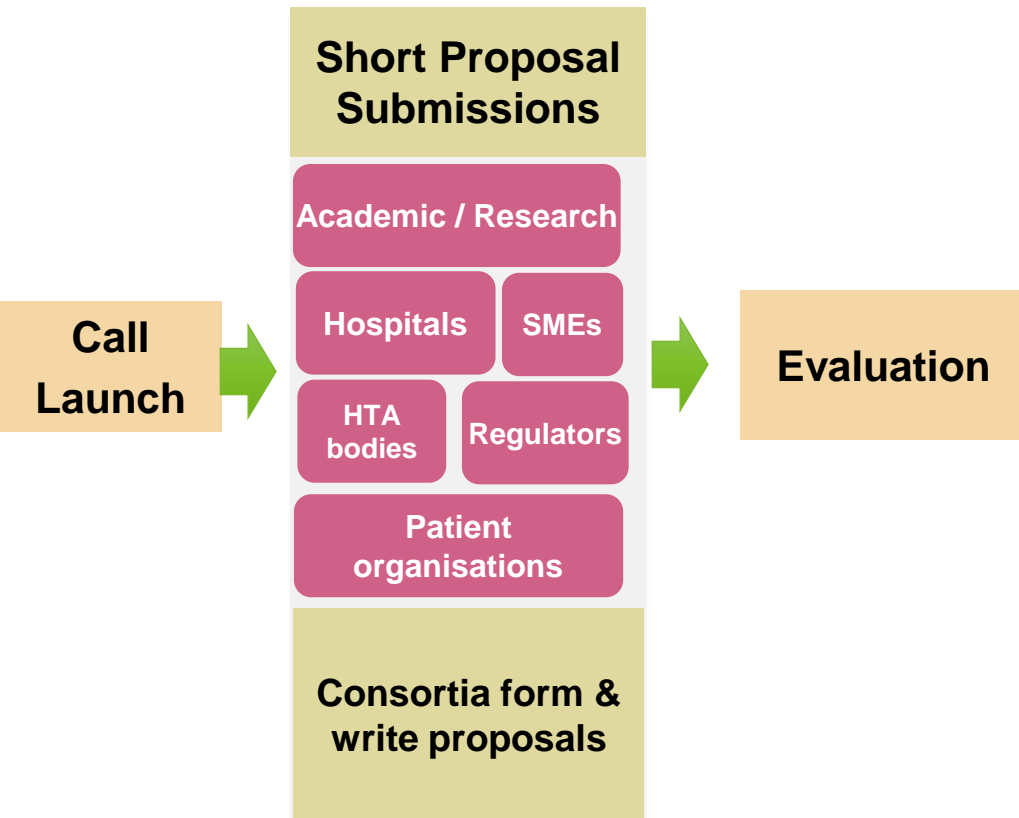 Short Proposal
Submissions
Academic / Research
Hospitals
SMEs
HTA
bodies
Regulators
Patient
organisations
Consortia form &
write proposals
Call
Launch
Evaluation